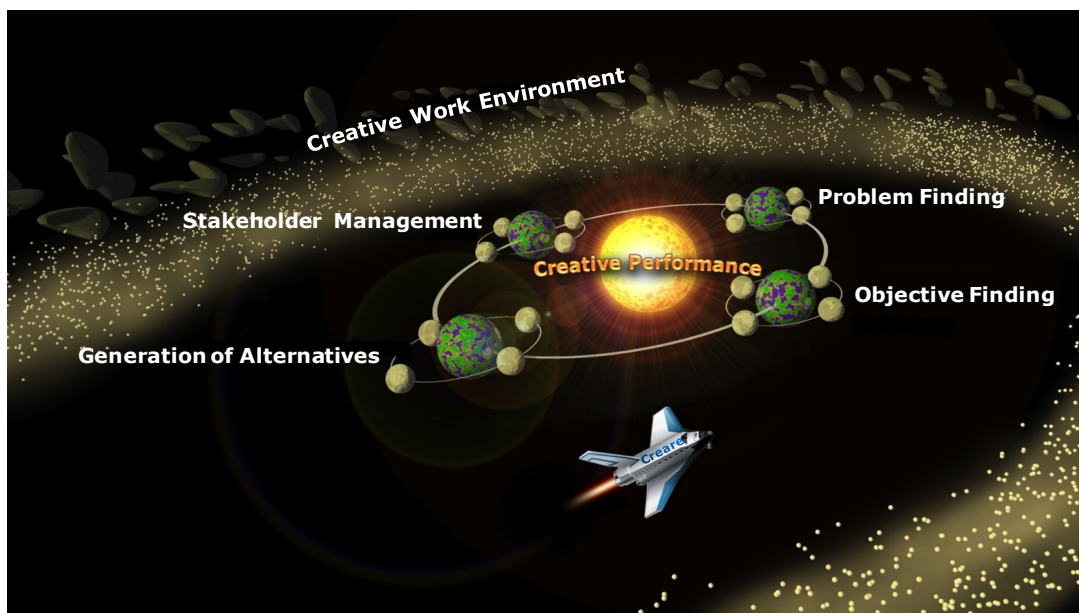 Creative Work Environment
Stakeholder Management
Problem Finding
Creative Performance
Objective Finding
Generation of Alternatives
Creare